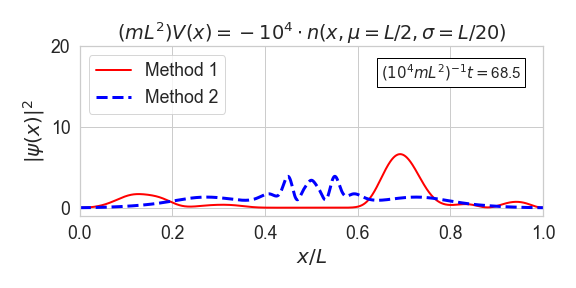 (mL²)V(x) = −10⁴ · n(x, μ = L/2, σ = L/20)
Method 1
Method 2
(10⁴mL²)⁻¹t = 68.5
|ψ(x)|²
20
10
0
0.0 0.2 0.4 0.6 0.8 1.0
x/L